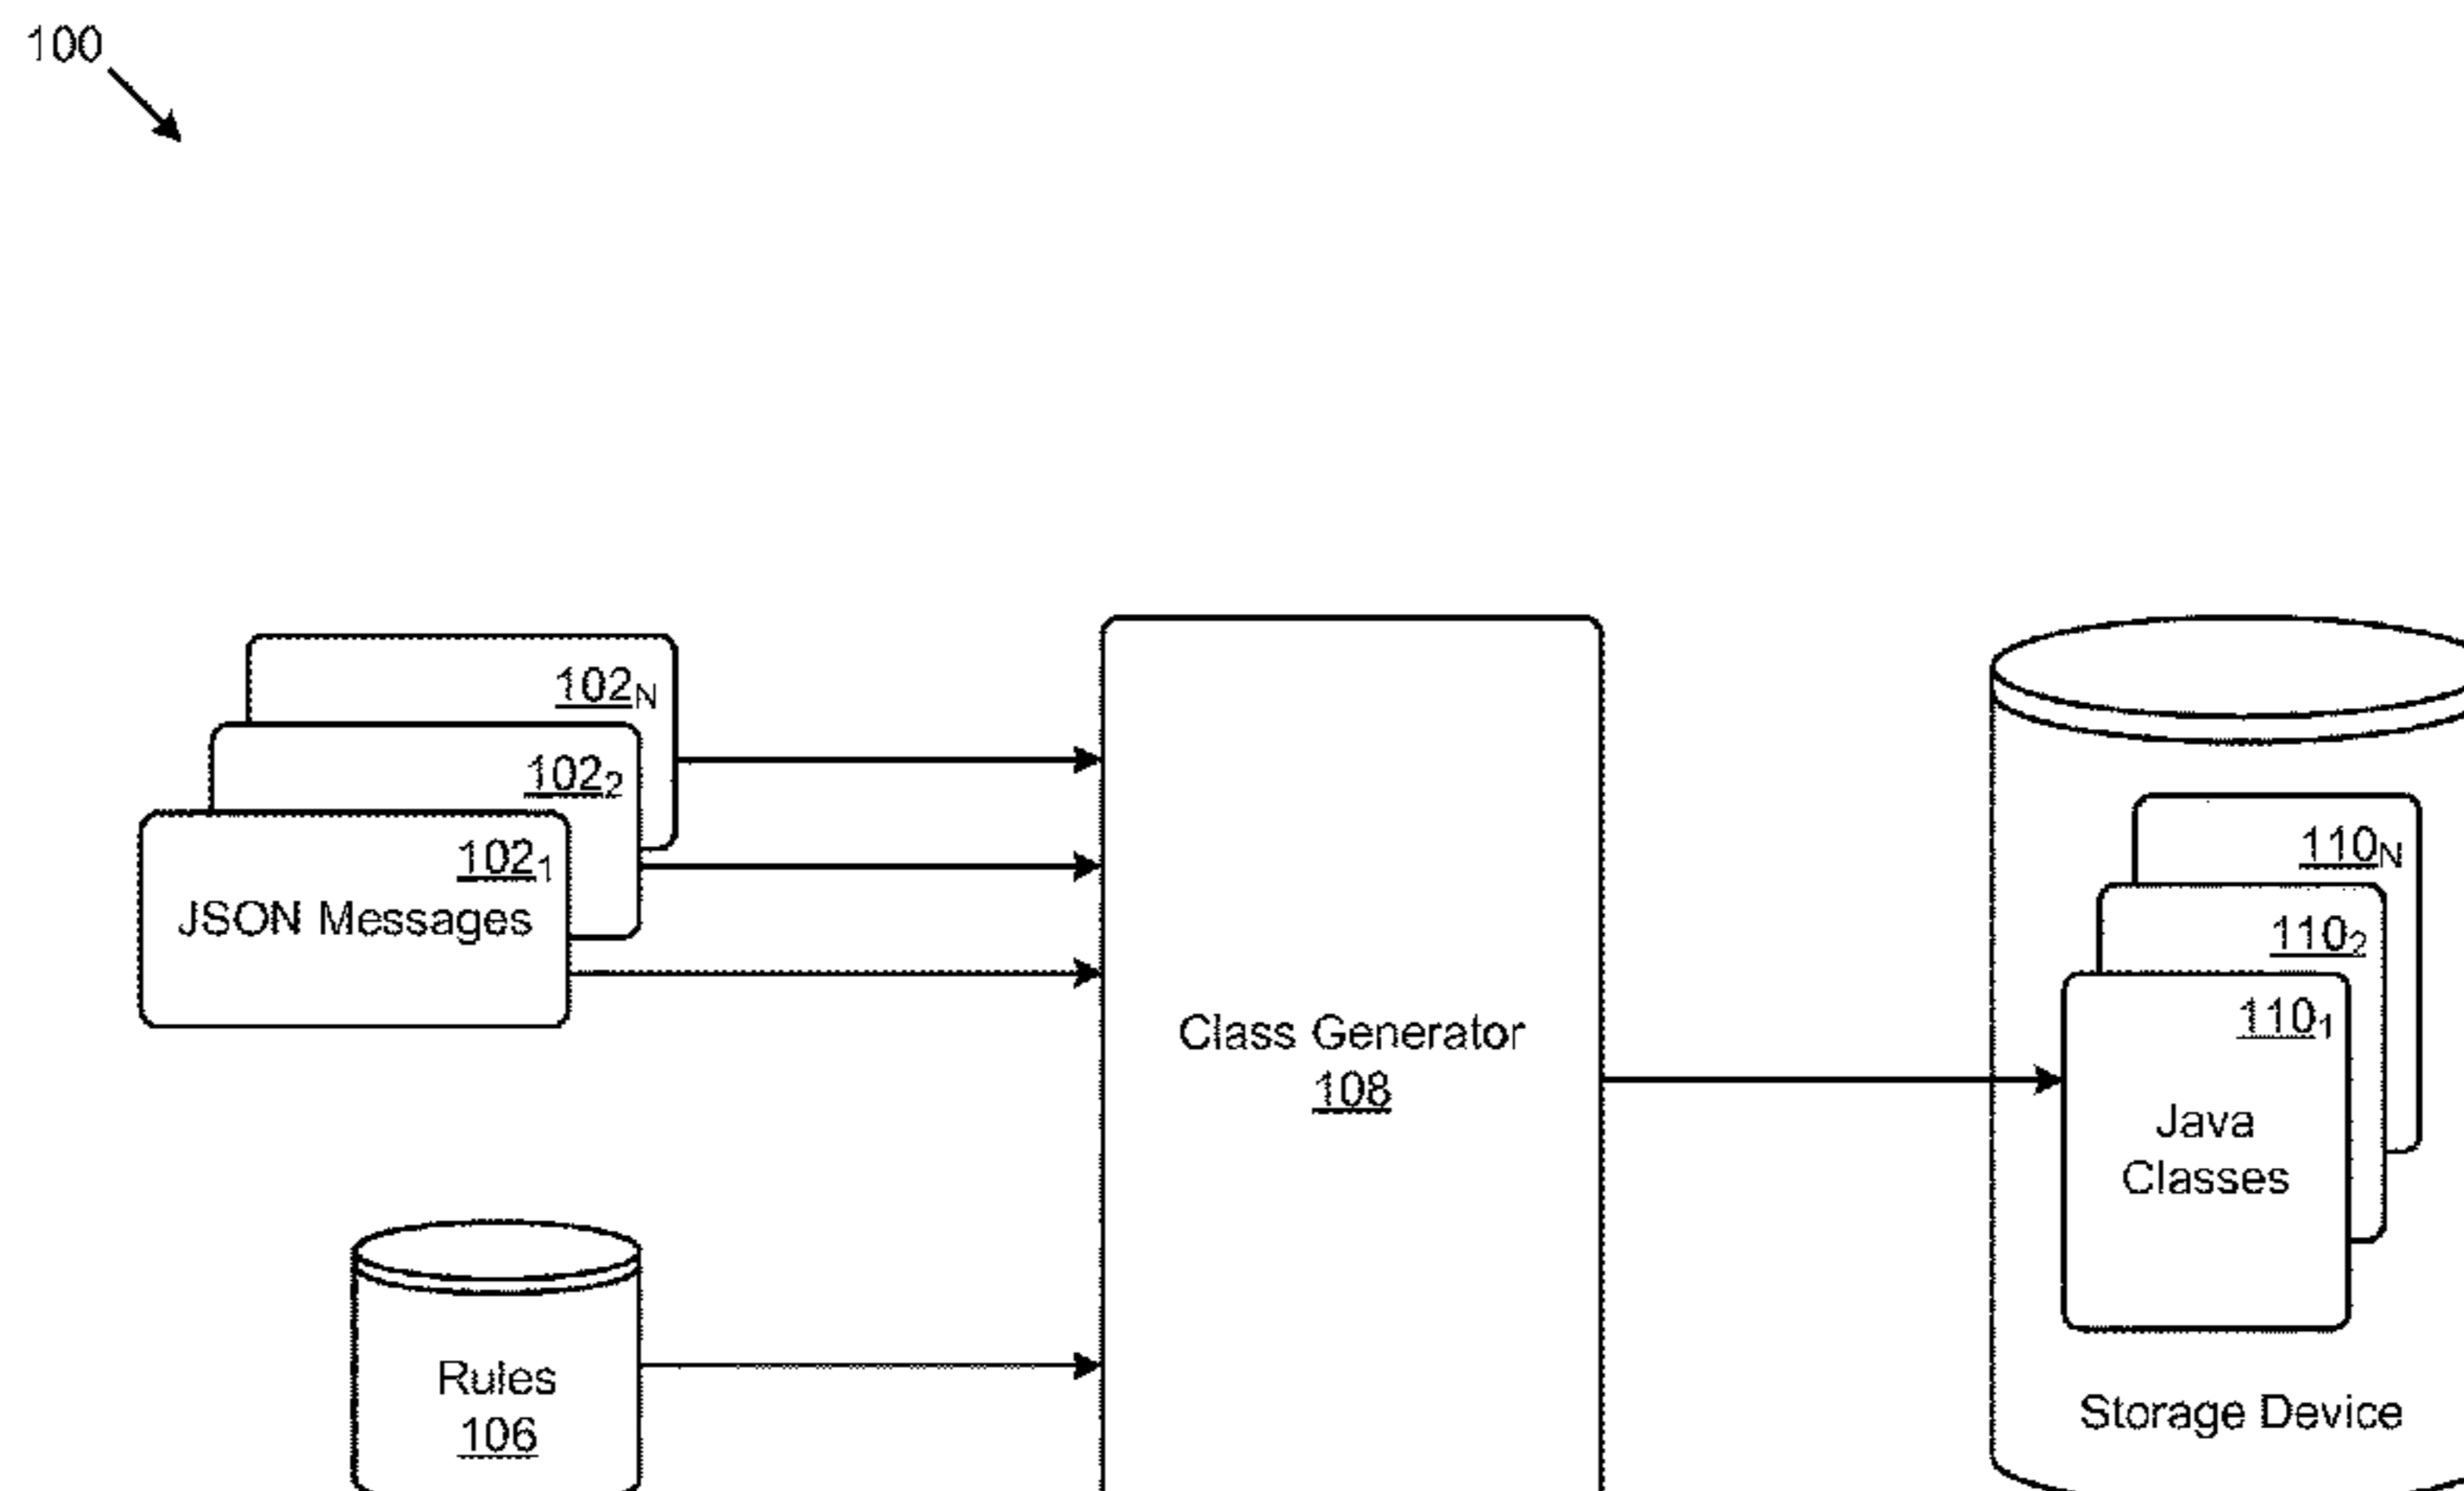 100
102N
1022
1021
JSON Messages
Class Generator
108
110N
1102
1101
Java
Classes
Rules
106
Storage Device